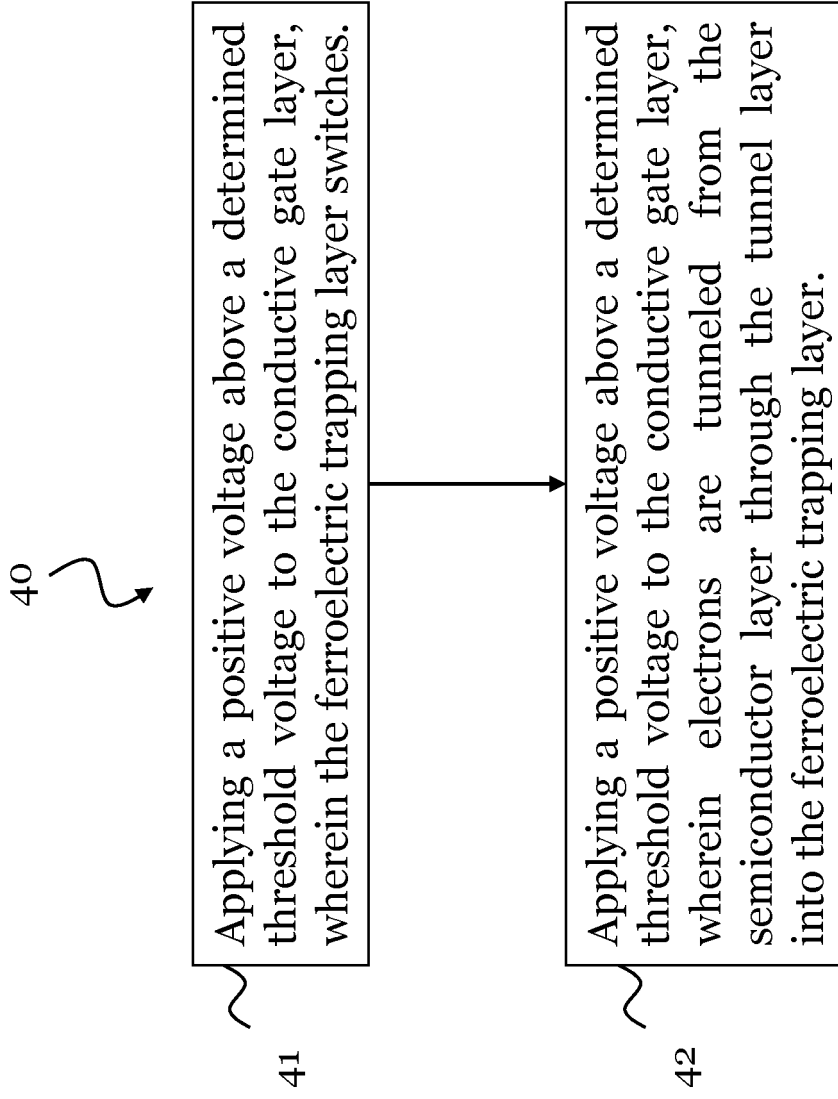 40
41
Applying a positive voltage above a determined
threshold voltage to the conductive gate layer,
wherein the ferroelectric trapping layer switches.
42
Applying a positive voltage above a determined
threshold voltage to the conductive gate layer,
wherein electrons are tunneled from the
semiconductor layer through the tunnel layer
into the ferroelectric trapping layer.